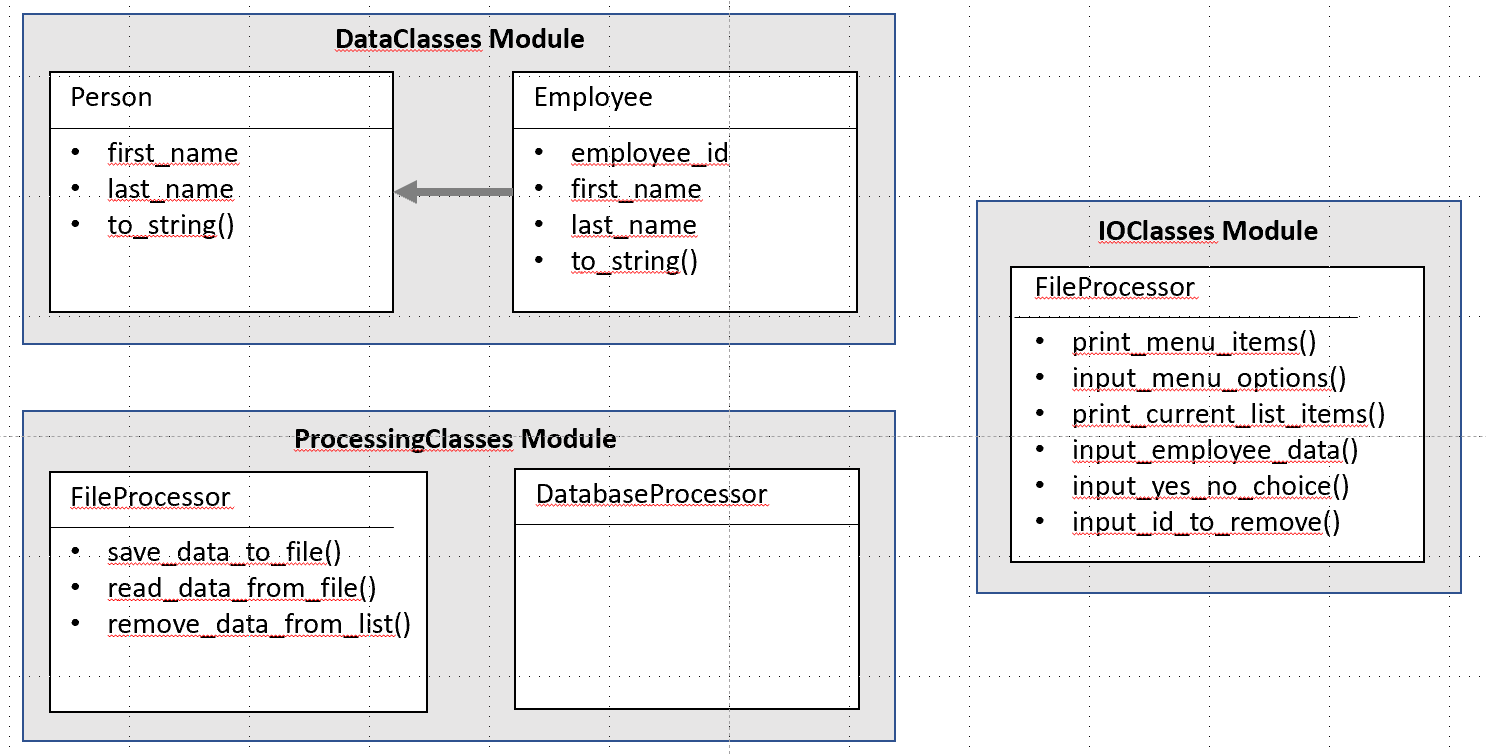 DataClasses Module
Person
• first_name
• last_name
• to_string()
Employee
• employee_id
• first_name
• last_name
• to_string()
ProcessingClasses Module
FileProcessor
• save_data_to_file()
• read_data_from_file()
• remove_data_from_list()
DatabaseProcessor
IOClasses Module
FileProcessor
• print_menu_items()
• input_menu_options()
• print_current_list_items()
• input_employee_data()
• input_yes_no_choice()
• input_id_to_remove()